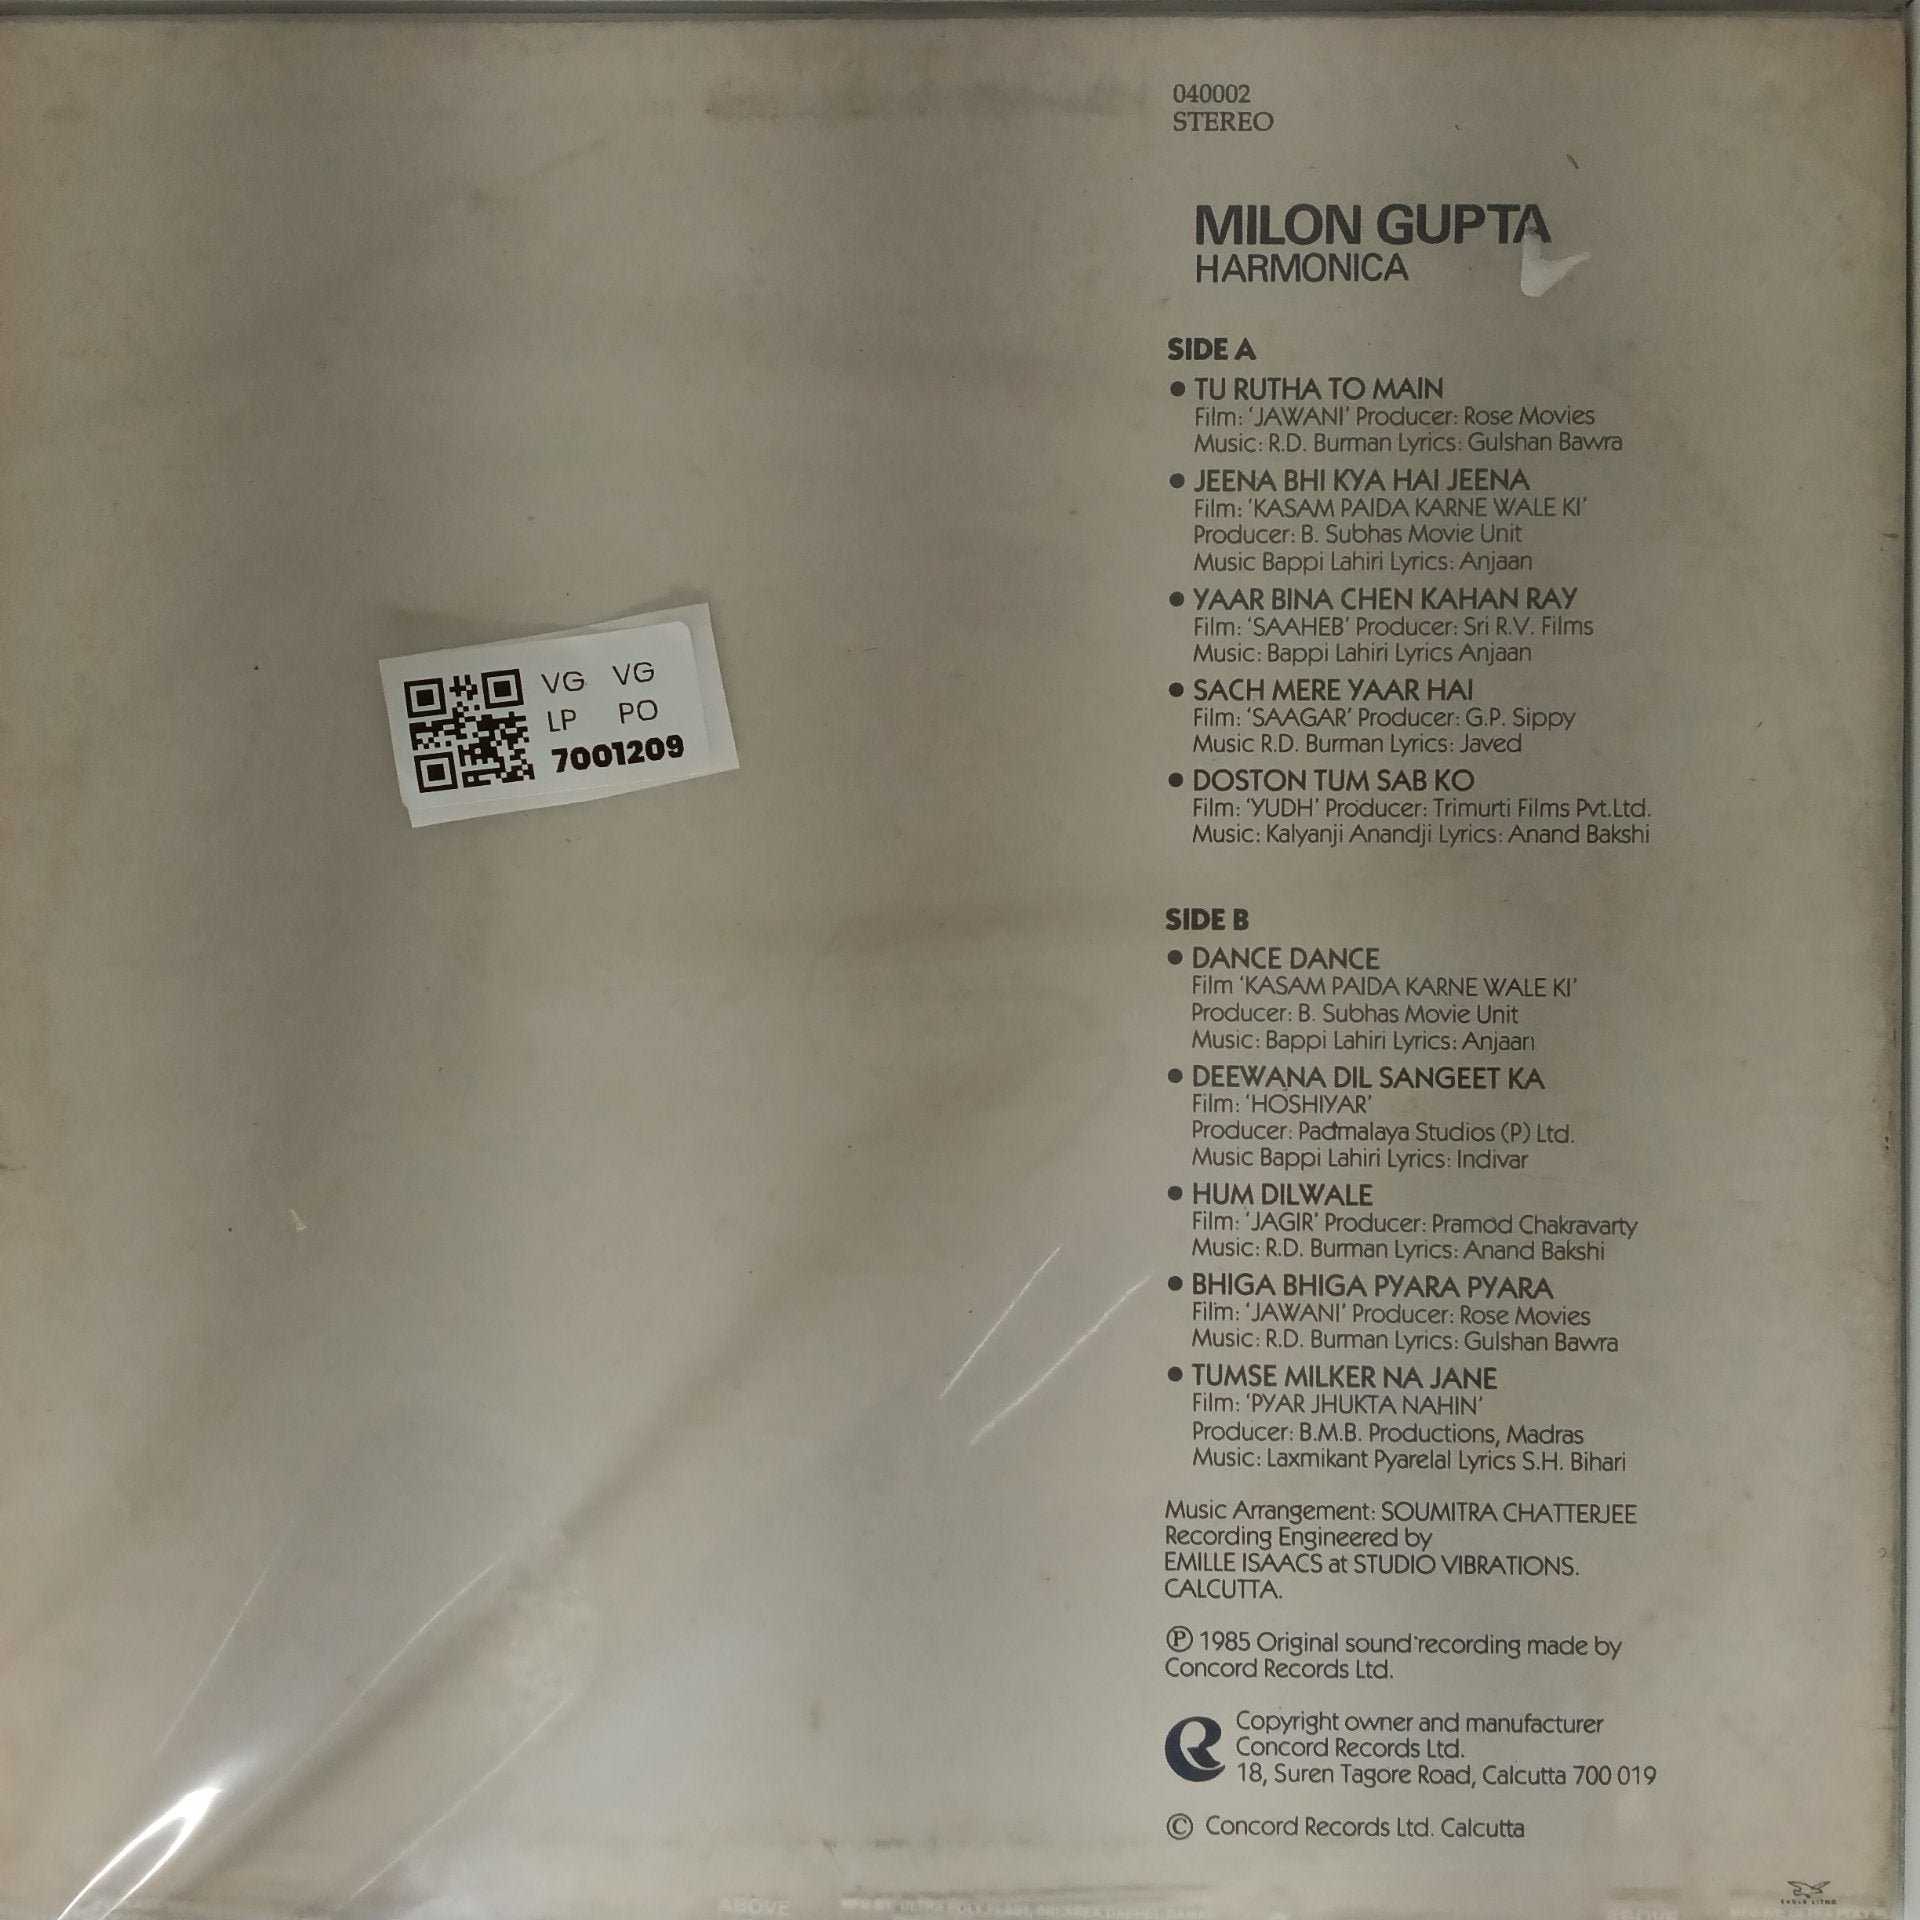 040002
STEREO
MILON GUPTA
HARMONICA
SIDE A
● TU RUTHA TO MAIN
Film: 'JAWANI' Producer: Rose Movies
Music: R.D. Burman Lyrics: Gulshan Bawra
● JEENA BHI KYA HAI JEENA
Film: 'KASAM PAIDA KARNE WALE KI'
Producer: B. Subhas Movie Unit
Music Bappi Lahiri Lyrics: Anjaan
● YAAR BINA CHEN KAHAN RAY
Film: 'SAAHEB' Producer: Sri R.V. Films
Music: Bappi Lahiri Lyrics Anjaan
● SACH MERE YAAR HAI
Film: 'SAAGAR' Producer: G.P. Sippy
Music R.D. Burman Lyrics: Javed
● DOSTON TUM SAB KO
Film: 'YUDH' Producer: Trimurti Films Pvt.Ltd.
Music: Kalyanji Anandji Lyrics: Anand Bakshi
SIDE B
● DANCE DANCE
Film 'KASAM PAIDA KARNE WALE KI'
Producer: B. Subhas Movie Unit
Music: Bappi Lahiri Lyrics: Anjaan
● DEEWANA DIL SANGEET KA
Film: 'HOSHIYAR'
Producer: Padmalaya Studios (P) Ltd.
Music Bappi Lahiri Lyrics: Indivar
● HUM DILWALE
Film: 'JAGIR' Producer: Pramod Chakravarty
Music: R.D. Burman Lyrics: Anand Bakshi
● BHIGA BHIGA PYARA PYARA
Film: 'JAWANI' Producer: Rose Movies
Music: R.D. Burman Lyrics: Gulshan Bawra
● TUMSE MILKER NA JANE
Film: 'PYAR JHUKTA NAHIN'
Producer: B.M.B. Productions, Madras
Music: Laxmikant Pyarelal Lyrics S.H. Bihari
Music Arrangement: SOUMITRA CHATTERJEE
Recording Engineered by
EMILLE ISAACS at STUDIO VIBRATIONS.
CALCUTTA.
Ⓟ 1985 Original sound recording made by
Concord Records Ltd.
Copyright owner and manufacturer
Concord Records Ltd.
18, Suren Tagore Road, Calcutta 700 019
© Concord Records Ltd. Calcutta
VG VG
LP PO
7001209
ABOVE